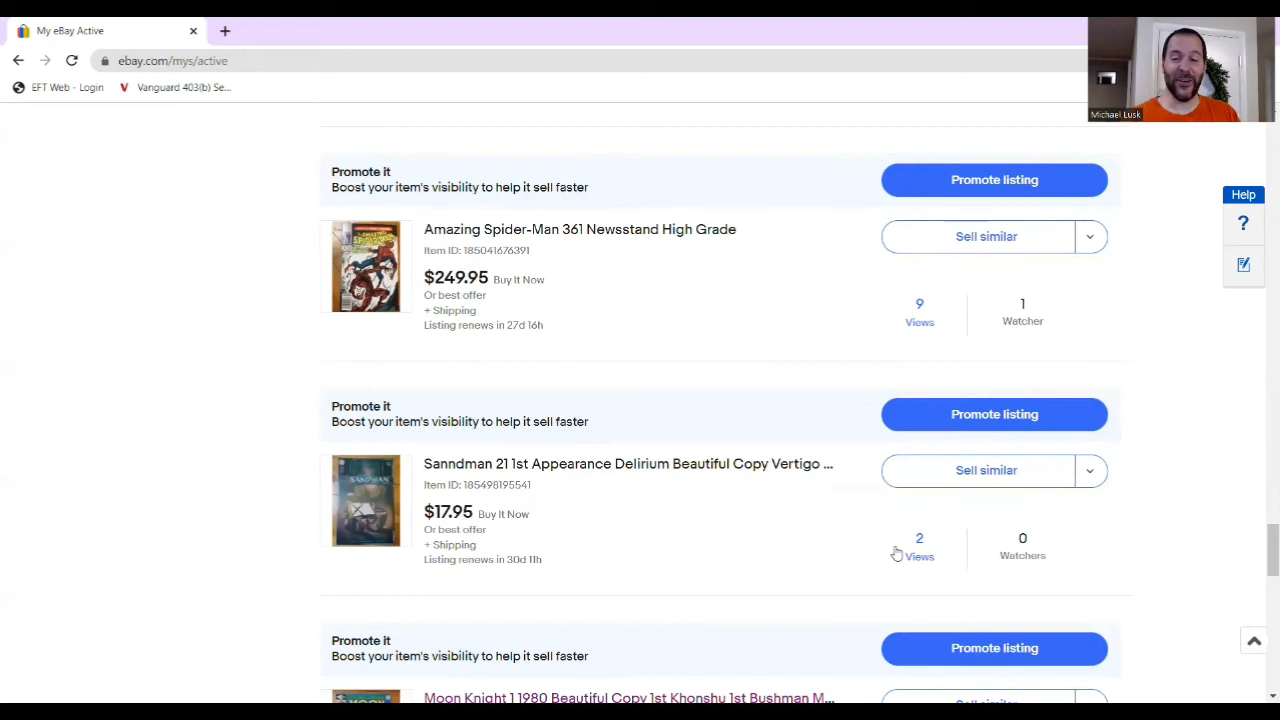 My eBay Active
ebay.com/mys/active
EFT Web - Login
Vanguard 403(b) Se...
Michael Lusk
Promote it
Boost your item's visibility to help it sell faster
Promote listing
Amazing Spider-Man 361 Newsstand High Grade
Item ID: 185041676391
$249.95 Buy It Now
Or best offer
+ Shipping
Listing renews in 27d 16h
Sell similar
9
Views
1
Watcher
Help
?
Promote it
Boost your item's visibility to help it sell faster
Promote listing
Sanndman 21 1st Appearance Delirium Beautiful Copy Vertigo ...
Item ID: 185498195541
$17.95 Buy It Now
Or best offer
+ Shipping
Listing renews in 30d 11h
Sell similar
2
Views
0
Watchers
SANDMAN
Promote it
Boost your item's visibility to help it sell faster
Promote listing
Moon Knight 1 1980 Beautiful Copy 1st Khonshu 1st Bushman M...
Sell similar